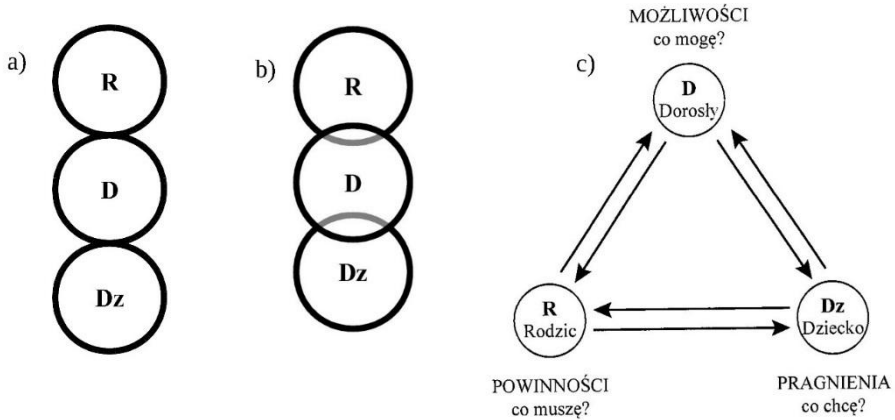 a)
R
D
Dz
b)
R
D
Dz
c)
MOŻLIWOŚCI
co mogę?
D
Dorosły
R
Rodzic
POWINNOŚCI
co muszę?
Dz
Dziecko
PRAGNIENIA
co chcę?